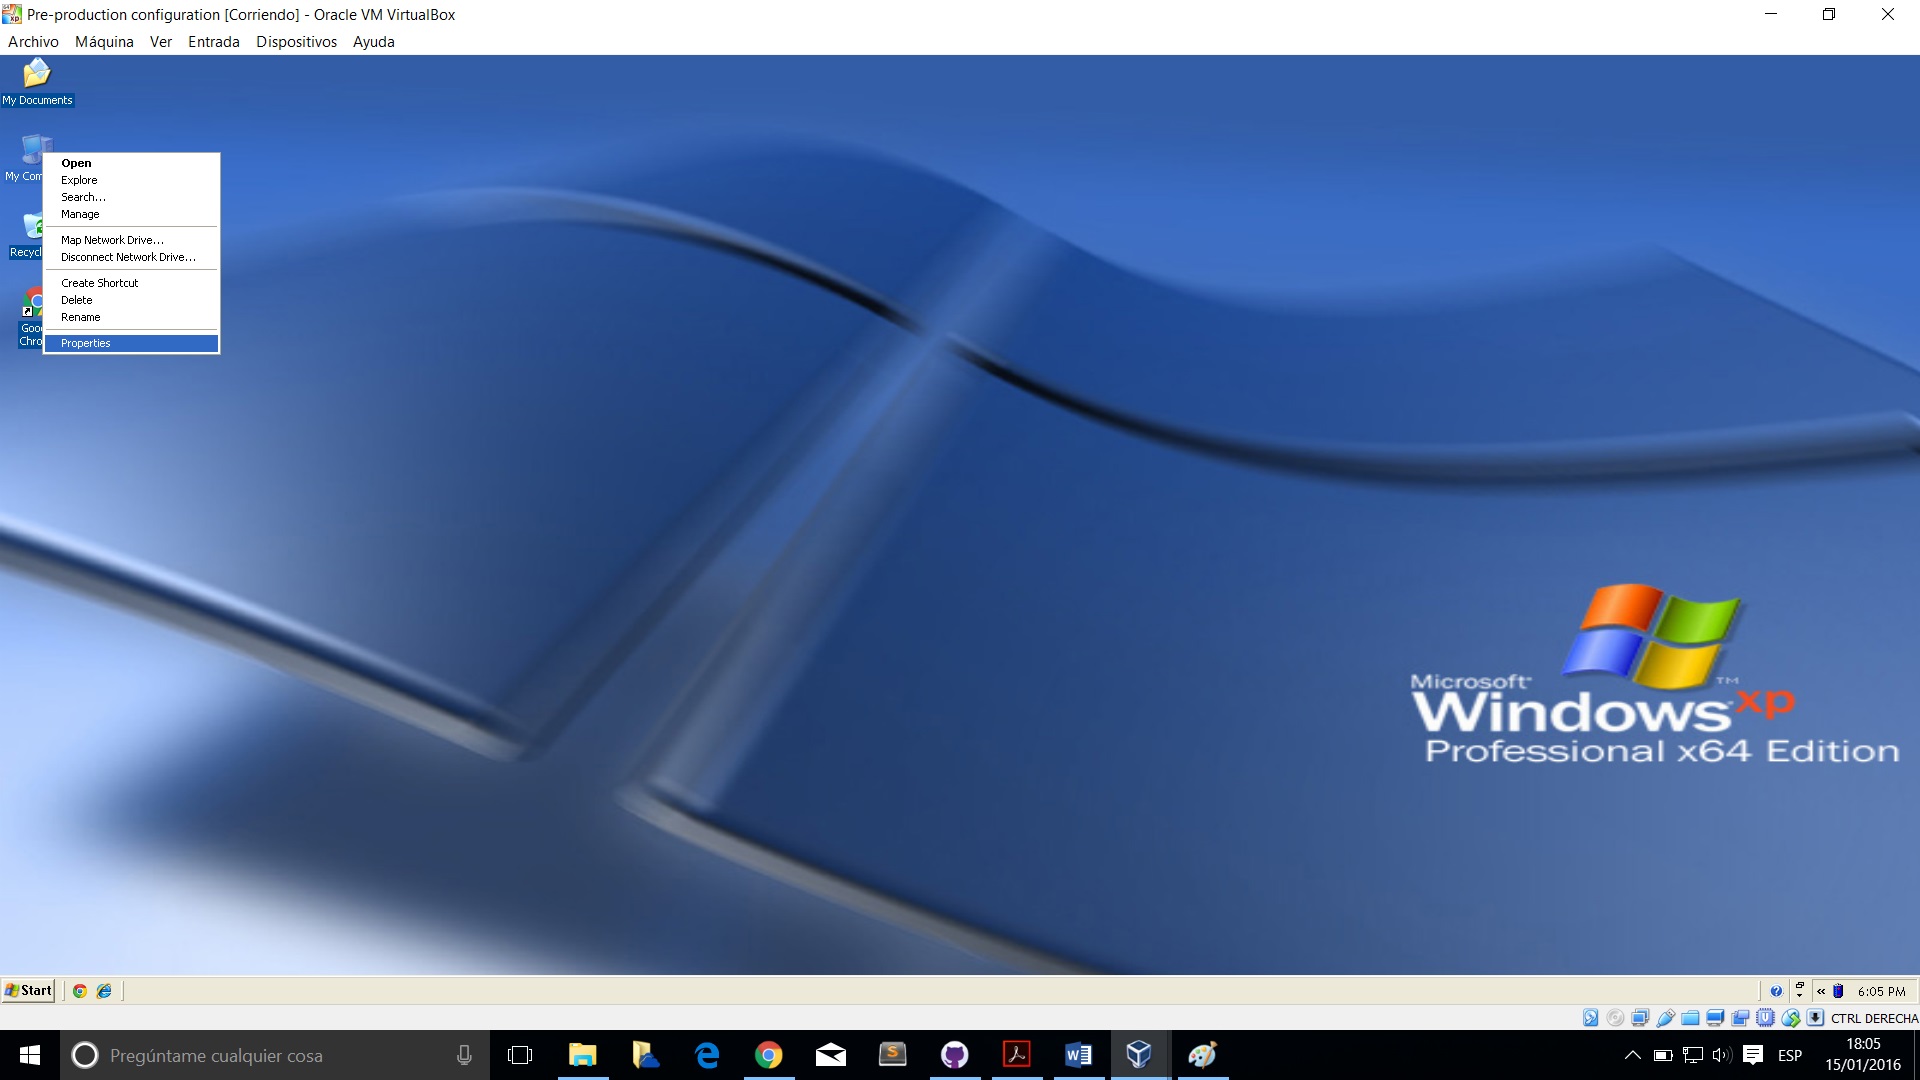 Pre-production configuration [Corriendo] - Oracle VM VirtualBox
Archivo Máquina Ver Entrada Dispositivos Ayuda
My Documents
My Com
Open
Explore
Search...
Manage
Recycl
Map Network Drive...
Disconnect Network Drive...
Create Shortcut
Delete
Rename
Goo
Chro
Properties
Microsoft
Windows xp TM
Professional x64 Edition
Start
« 6:05 PM
CTRL DERECHA
Pregúntame cualquier cosa
ESP
18:05
15/01/2016